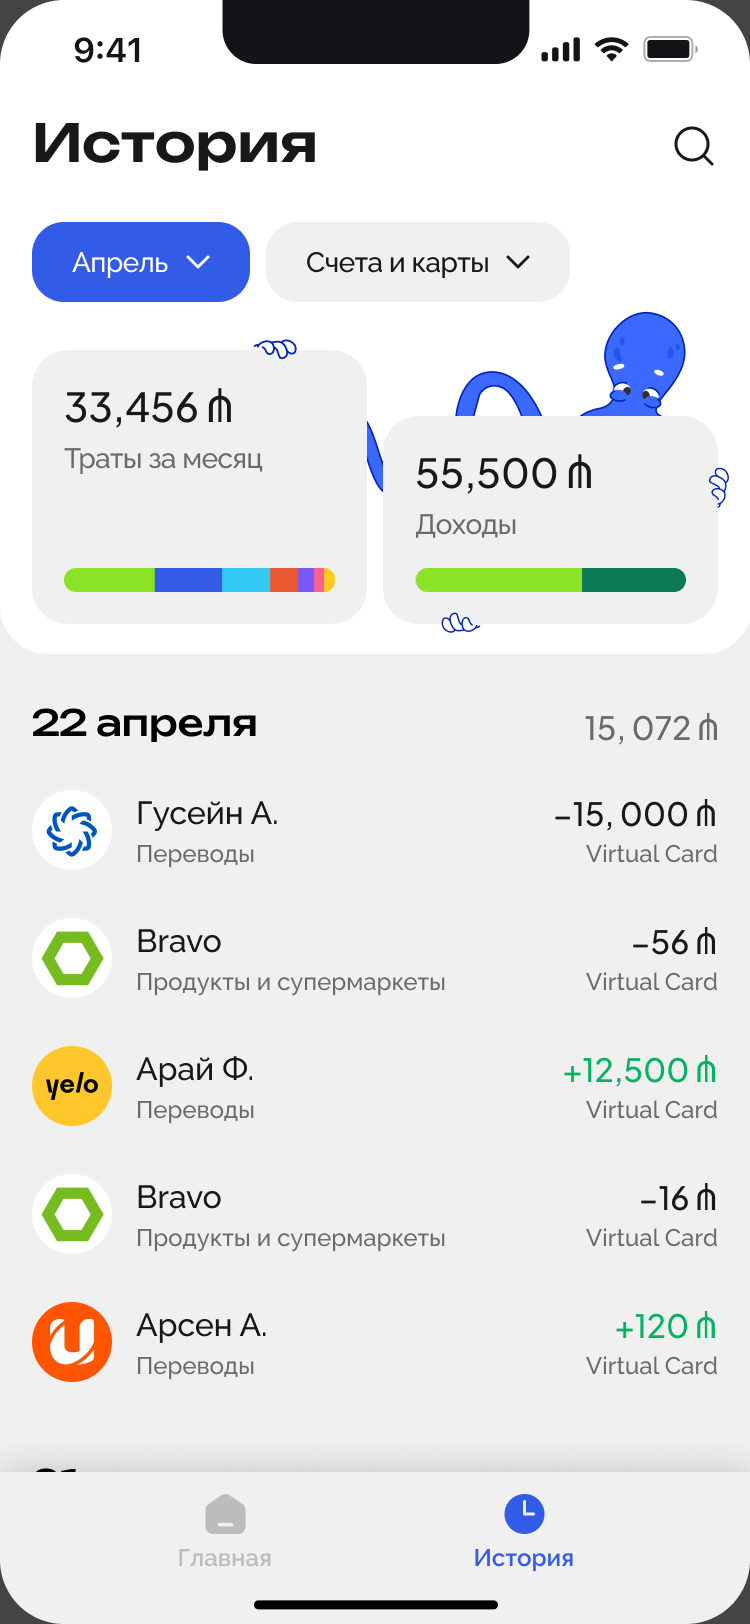 9:41
История
Апрель
Счета и карты
33,456 ₼
Траты за месяц
55,500 ₼
Доходы
22 апреля
15, 072 ₼
Гусейн А.
−15, 000 ₼
Переводы
Virtual Card
Bravo
−56 ₼
Продукты и супермаркеты
Virtual Card
yelo
Арай Ф.
+12,500 ₼
Переводы
Virtual Card
Bravo
−16 ₼
Продукты и супермаркеты
Virtual Card
Арсен А.
+120 ₼
Переводы
Virtual Card
Главная
История